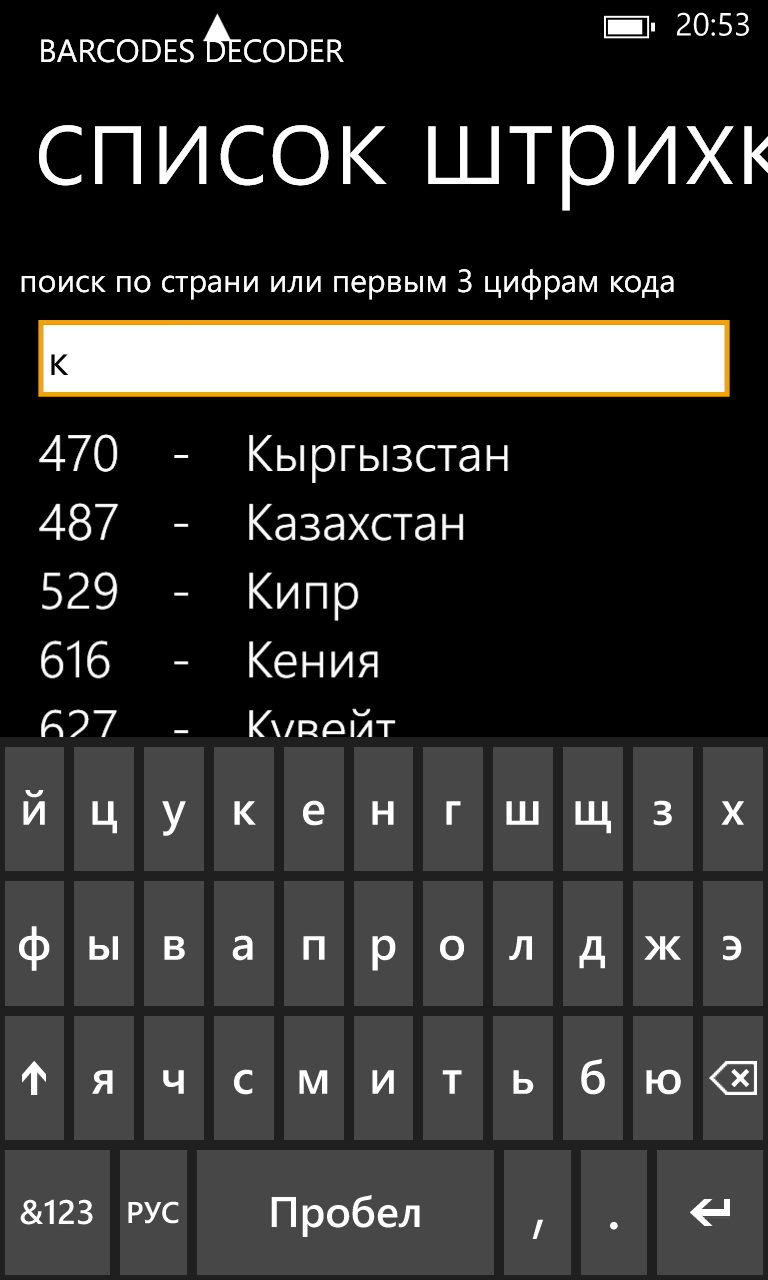 20:53
BARCODES DECODER
список штрихк
поиск по страни или первым 3 цифрам кода
к
470 - Кыргызстан
487 - Казахстан
529 - Кипр
616 - Кения
627 - Кувейт
й ц у к е н г ш щ з х
ф ы в а п р о л д ж э
я ч с м и т ь б ю
&123 РУС Пробел , .